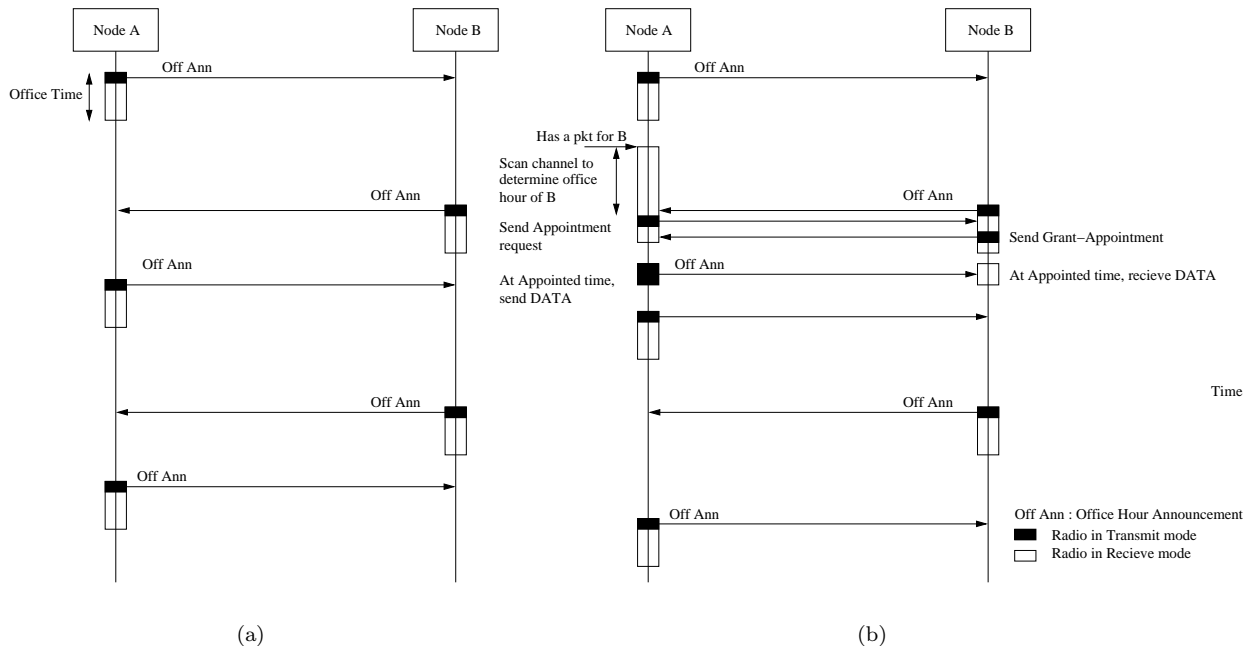 Node A
Node B
Off Ann
Office Time
Off Ann
Off Ann
Off Ann
Off Ann
(a)
Node A
Node B
Off Ann
Has a pkt for B
Scan channel to
determine office
hour of B
Off Ann
Send Appointment
request
Send Grant−Appointment
Off Ann
At Appointed time,
send DATA
At Appointed time, recieve DATA
Time
Off Ann
Off Ann
Off Ann : Office Hour Announcement
Radio in Transmit mode
Radio in Recieve mode
(b)